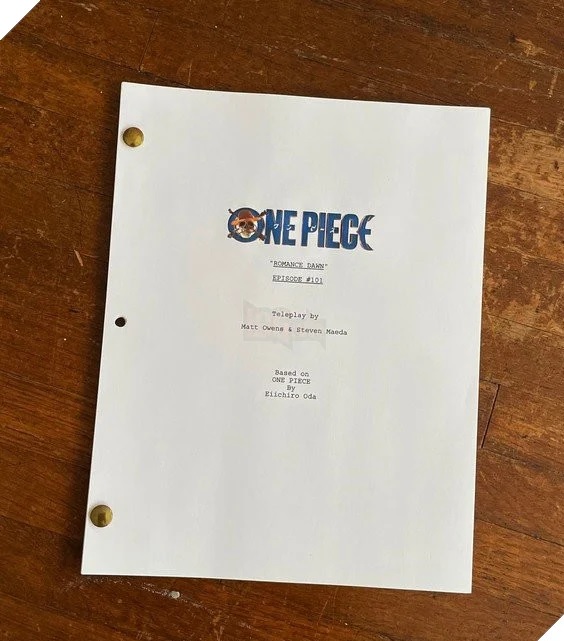 ONE PIECE
"ROMANCE DAWN"
EPISODE #101
Teleplay by
Matt Owens & Steven Maeda
Based on
ONE PIECE
By
Eiichiro Oda